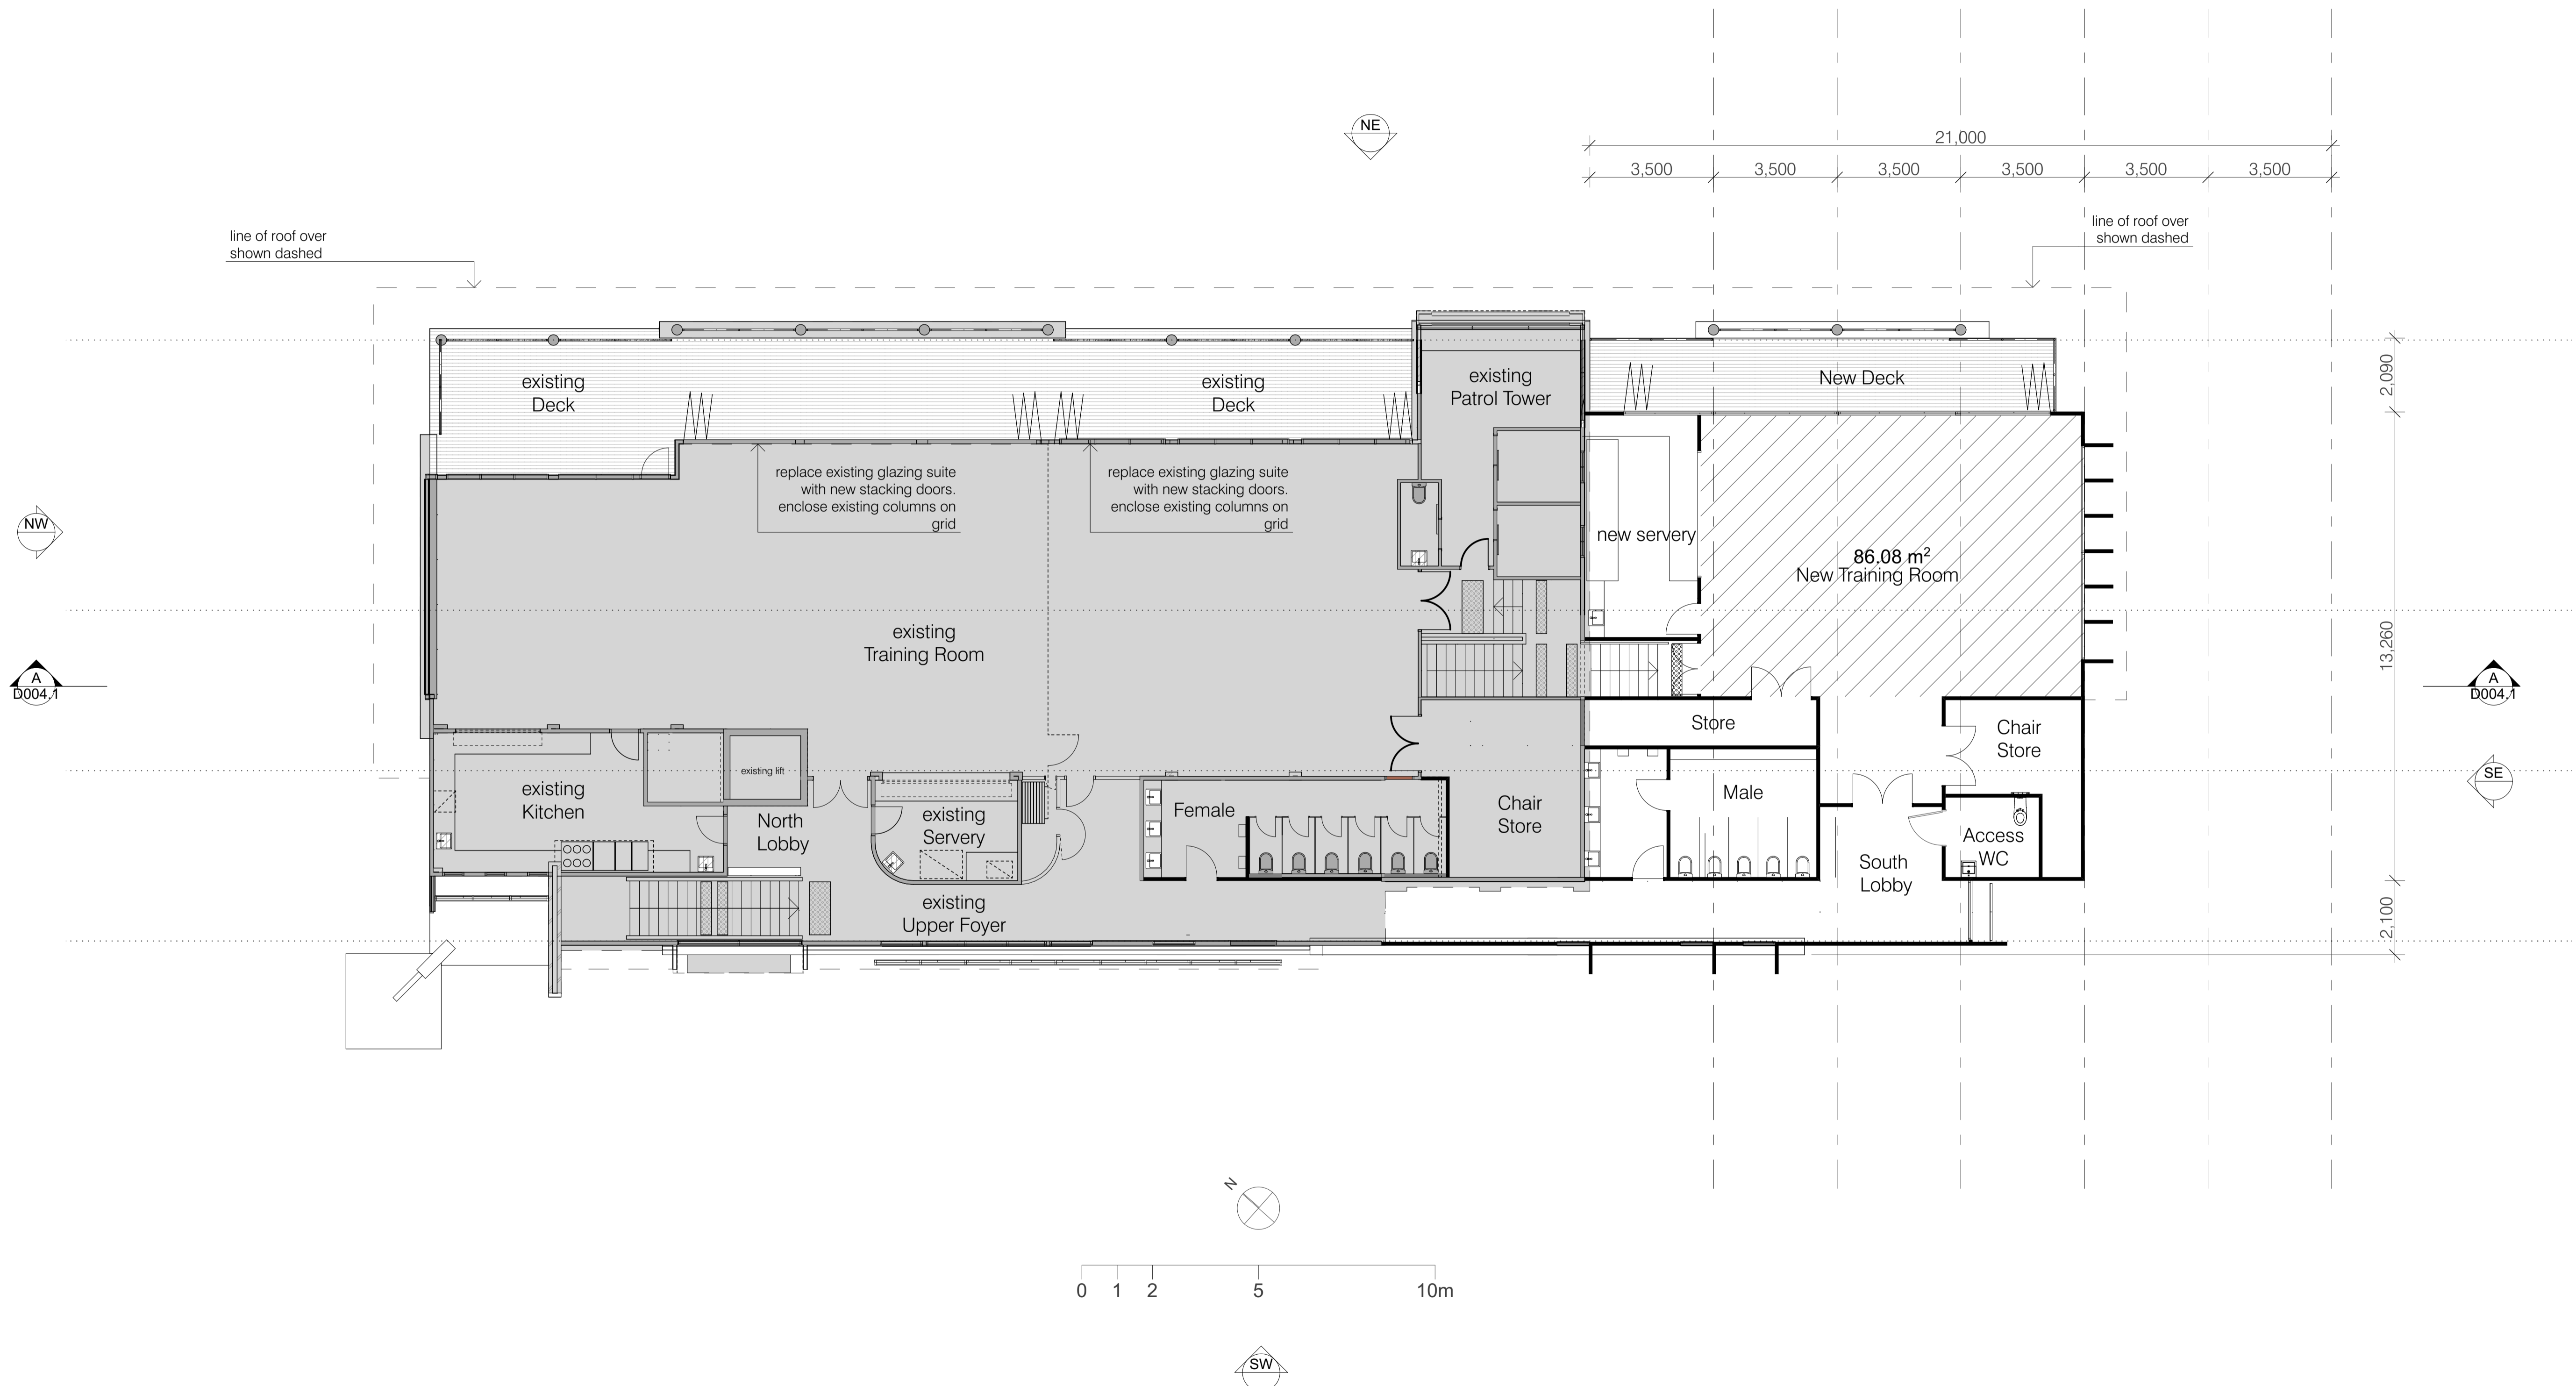 NE
21,000
3,500 3,500 3,500 3,500 3,500 3,500
line of roof over
shown dashed
line of roof over
shown dashed
existing
Deck
existing
Deck
existing
Patrol Tower
New Deck
2,090
replace existing glazing suite
with new stacking doors.
enclose existing columns on
grid
replace existing glazing suite
with new stacking doors.
enclose existing columns on
grid
NW
new servery
86.08 m²
New Training Room
existing
Training Room
13,260
A
D004.1
A
D004.1
Store
Chair
Store
existing lift
SE
existing
Kitchen
North
Lobby
existing
Servery
Female
Chair
Store
Male
Access
WC
South
Lobby
existing
Upper Foyer
2,100
N
0 1 2 5 10m
SW